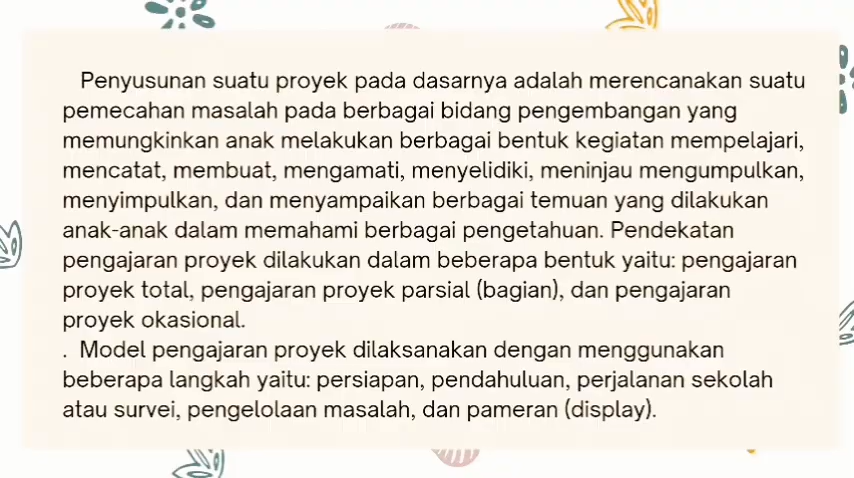 Penyusunan suatu proyek pada dasarnya adalah merencanakan suatu
pemecahan masalah pada berbagai bidang pengembangan yang
memungkinkan anak melakukan berbagai bentuk kegiatan mempelajari,
mencatat, membuat, mengamati, menyelidiki, meninjau mengumpulkan,
menyimpulkan, dan menyampaikan berbagai temuan yang dilakukan
anak-anak dalam memahami berbagai pengetahuan. Pendekatan
pengajaran proyek dilakukan dalam beberapa bentuk yaitu: pengajaran
proyek total, pengajaran proyek parsial (bagian), dan pengajaran
proyek okasional.
. Model pengajaran proyek dilaksanakan dengan menggunakan
beberapa langkah yaitu: persiapan, pendahuluan, perjalanan sekolah
atau survei, pengelolaan masalah, dan pameran (display).